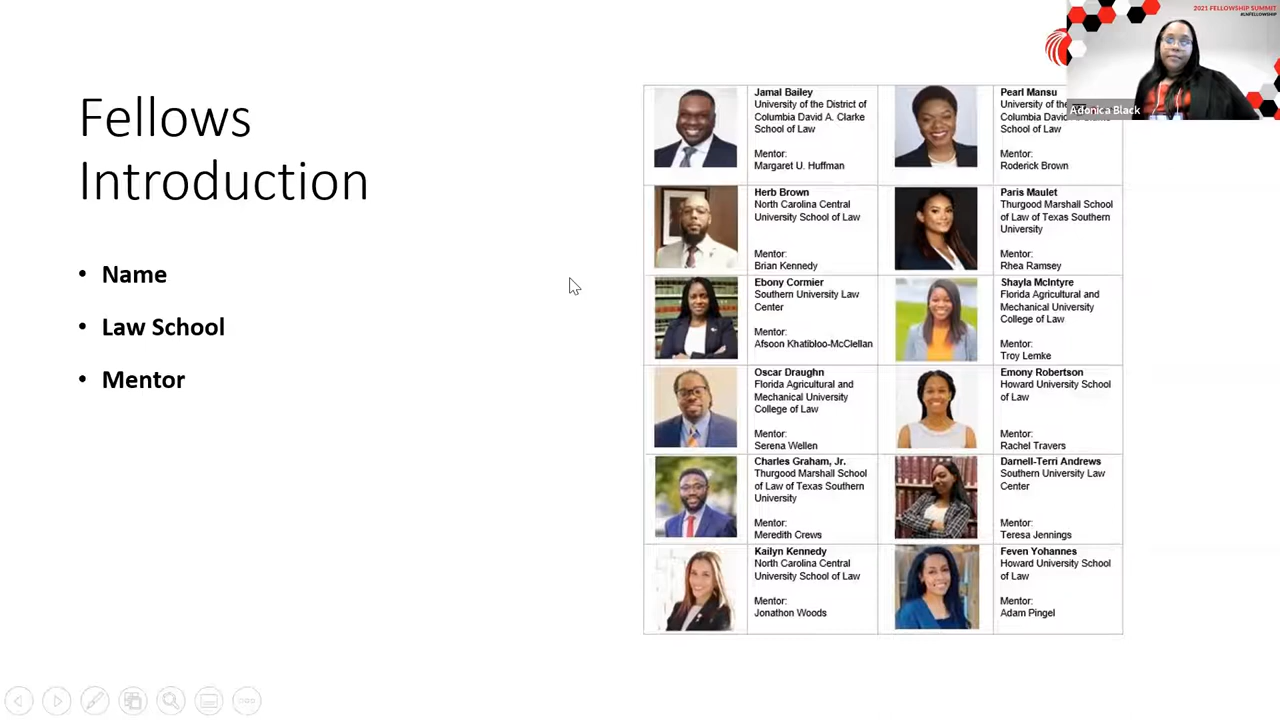 2021 FELLOWSHIP SUMMIT
#LNFELLOWSHIP
Adonica Black
Fellows
Introduction
• Name
• Law School
• Mentor
Jamal Bailey
University of the District of
Columbia David A. Clarke
School of Law
Mentor:
Margaret U. Huffman
Pearl Mansu
University of the
Columbia David
School of Law
Mentor:
Roderick Brown
Herb Brown
North Carolina Central
University School of Law
Mentor:
Brian Kennedy
Paris Maulet
Thurgood Marshall School
of Law of Texas Southern
University
Mentor:
Rhea Ramsey
Ebony Cormier
Southern University Law
Center
Mentor:
Afsoon Khatibloo-McClellan
Shayla McIntyre
Florida Agricultural and
Mechanical University
College of Law
Mentor:
Troy Lemke
Oscar Draughn
Florida Agricultural and
Mechanical University
College of Law
Mentor:
Serena Wellen
Emony Robertson
Howard University School
of Law
Mentor:
Rachel Travers
Charles Graham, Jr.
Thurgood Marshall School
of Law of Texas Southern
University
Mentor:
Meredith Crews
Darnell-Terri Andrews
Southern University Law
Center
Mentor:
Teresa Jennings
Kailyn Kennedy
North Carolina Central
University School of Law
Mentor:
Jonathon Woods
Feven Yohannes
Howard University School
of Law
Mentor:
Adam Pingel